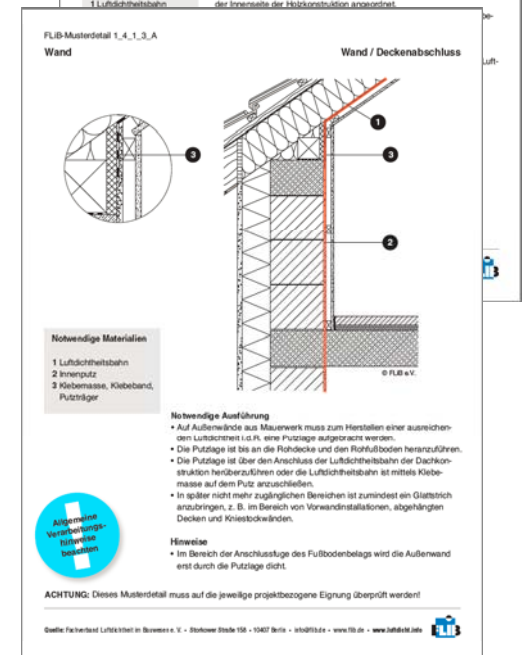 1 Luftdichtheitsbahn
der Innenseite der Holzkonstruktion angeordnet.
be-
Luft-
FLiB-Musterdetail 1_4_1_3_A
Wand
Wand / Deckenabschluss
1
3
3
2
© FLiB e.V.
Notwendige Materialien
1 Luftdichtheitsbahn
2 Innenputz
3 Klebemasse, Klebeband,
Putzträger
Notwendige Ausführung
• Auf Außenwände aus Mauerwerk muss zum Herstellen einer ausreichen-
den Luftdichtheit i.d.R. eine Putzlage aufgebracht werden.
• Die Putzlage ist bis an die Rohdecke und den Rohfußboden heranzuführen.
• Die Putzlage ist über den Anschluss der Luftdichtheitsbahn der Dachkon-
struktion herüberzuführen oder die Luftdichtheitsbahn ist mittels Klebe-
masse auf dem Putz anzuschließen.
• In später nicht mehr zugänglichen Bereichen ist zumindest ein Glattstrich
anzubringen, z. B. im Bereich von Vorwandinstallationen, abgehängten
Decken und Kniestockwänden.
Allgemeine
Verarbeitungs-
hinweise
beachten
Hinweise
• Im Bereich der Anschlussfuge des Fußbodenbelags wird die Außenwand
erst durch die Putzlage dicht.
ACHTUNG: Dieses Musterdetail muss auf die jeweilige projektbezogene Eignung überprüft werden!
Quelle: Fachverband Luftdichtheit im Bauwesen e. V. • Storkower Straße 158 • 10407 Berlin • info@flib.de • www.flib.de • www.luftdicht.info
FLiB